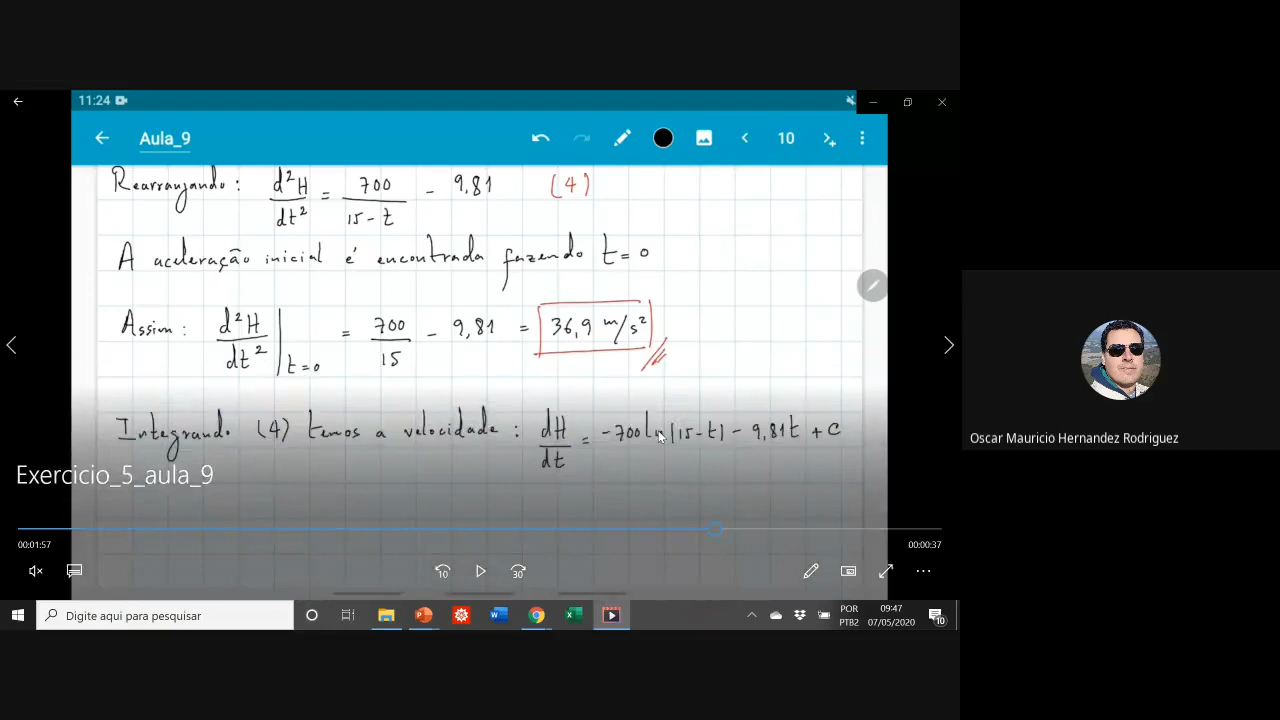 11:24
Aula_9
10
Rearranjando: d²H/dt² = 700/15-t - 9,81 (4)
A aceleração inicial é encontrada fazendo t=0
Assim: d²H/dt²|t=0 = 700/15 - 9,81 = 36,9 m/s²
Integrando (4) temos a velocidade: dH/dt = -700 ln |15-t| - 9,81t + C
Oscar Mauricio Hernandez Rodriguez
Exercicio_5_aula_9
00:01:57
00:00:37
10
30
Digite aqui para pesquisar
POR
PTB2
09:47
07/05/2020
10